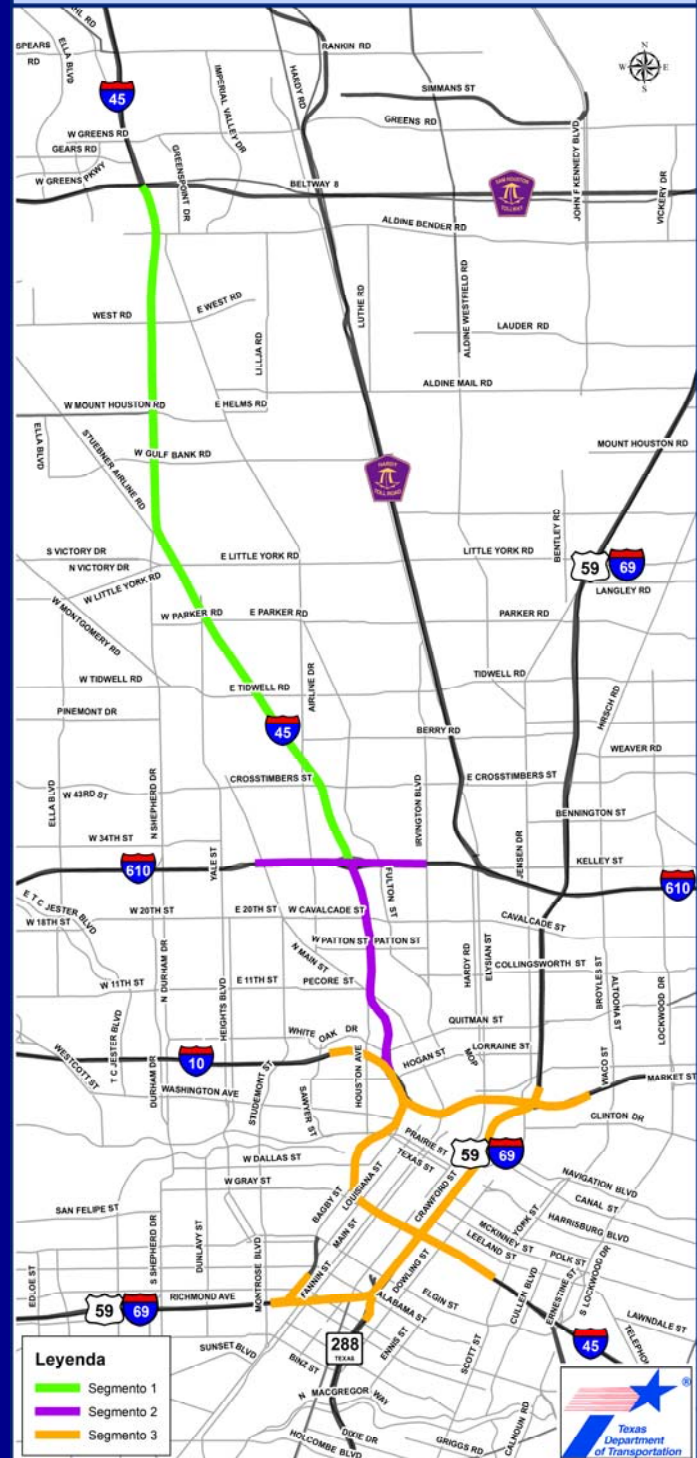 SPEARS
RD
ELLA BLVD
RANKIN RD
HARDY RD
IMPERIAL VALLEY DR
N
W E
S
45
SIMMANS ST
GREENS RD
W GREENS RD
GEARS RD
W GREENS PKWY
GREENSPOINT DR
BELTWAY 8
SAM HOUSTON
TOLLWAY
JOHN F KENNEDY BLVD
VICKERY DR
ALDINE BENDER RD
ALDINE WESTFIELD RD
LUTHE RD
E WEST RD
WEST RD
LILLJA RD
LAUDER RD
ALDINE MAIL RD
W MOUNT HOUSTON RD
E HELMS RD
ELLA BLVD
STUEBNER AIRLINE RD
W GULF BANK RD
MOUNT HOUSTON RD
HARDY
TOLL ROAD
BENTLEY RD
S VICTORY DR
N VICTORY DR
E LITTLE YORK RD
LITTLE YORK RD
59
69
LANGLEY RD
W LITTLE YORK RD
W MONTGOMERY RD
W PARKER RD
E PARKER RD
PARKER RD
W TIDWELL RD
E TIDWELL RD
TIDWELL RD
AIRLINE DR
PINEMONT DR
45
BERRY RD
HIRSCH RD
WEAVER RD
CROSSTIMBERS ST
E CROSSTIMBERS ST
W 43RD ST
ELLA BLVD
N SHEPHERD DR
IRVINGTON BLVD
BENNINGTON ST
W 34TH ST
YALE ST
JENSEN DR
KELLEY ST
610
610
FULTON ST
E T C JESTER BLVD
W 18TH ST
W 20TH ST
E 20TH ST
W CAVALCADE ST
CAVALCADE ST
W PATTON ST
PATTON ST
N MAIN ST
HARDY RD
ELYSIAN ST
COLLINGSWORTH ST
N DURHAM DR
W 11TH ST
E 11TH ST
PECORE ST
BROYLES ST
ALTOONA ST
LOCKWOOD DR
T C JESTER BLVD
HEIGHTS BLVD
QUITMAN ST
WHITE OAK DR
HOGAN ST
LORRAINE ST
WESTCOTT ST
10
DURHAM DR
WASHINGTON AVE
STUDEMONT ST
SAWYER ST
HOUSTON AVE
WACO ST
MARKET ST
CLINTON DR
PRAIRIE ST
TEXAS ST
59
69
W DALLAS ST
W GRAY ST
BAGBY ST
LOUISIANA ST
MAIN ST
CRAWFORD ST
NAVIGATION BLVD
CANAL ST
HARRISBURG BLVD
YORK ST
MCKINNEY ST
LEELAND ST
POLK ST
SAN FELIPE ST
DUNLAVY ST
S SHEPHERD DR
MONTROSE BLVD
FANNIN ST
DOWLING ST
EDLOE ST
RICHMOND AVE
59
69
ALABAMA ST
ELGIN ST
CULLEN BLVD
ERNESTINE ST
S LOCKWOOD DR
LAWNDALE ST
288
TEXAS
ENNIS ST
SCOTT ST
45
SUNSET BLVD
BINZ ST
N MACGREGOR WAY
DIXIE DR
HOLCOMBE BLVD
GRIGGS RD
CALHOUN RD
Leyenda
Segmento 1
Segmento 2
Segmento 3
®
Texas
Department
of Transportation